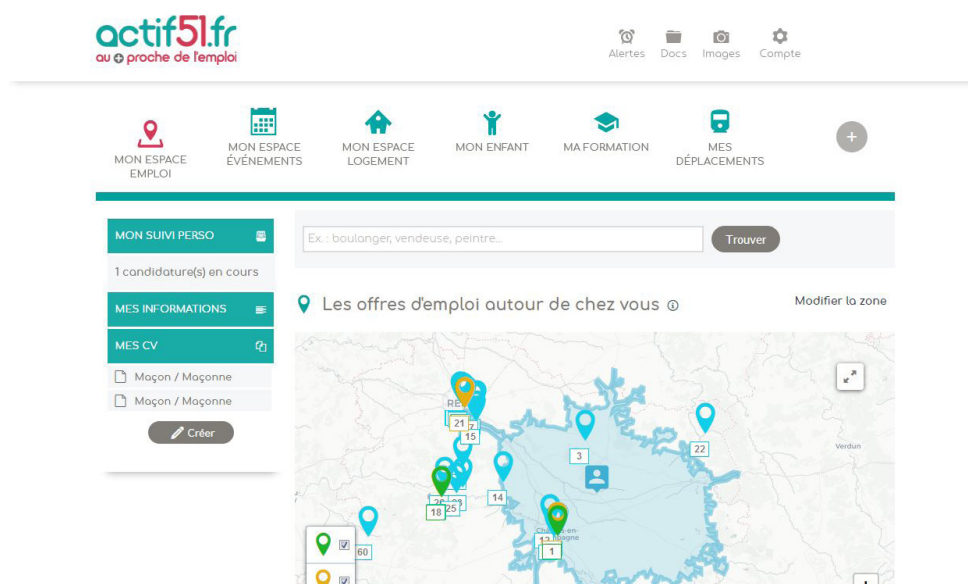 actif51.fr
au + proche de l'emploi
Alertes
Docs
Images
Compte
MON ESPACE
EMPLOI
MON ESPACE
ÉVÉNEMENTS
MON ESPACE
LOGEMENT
MON ENFANT
MA FORMATION
MES
DÉPLACEMENTS
+
MON SUIVI PERSO
1 candidature(s) en cours
MES INFORMATIONS
MES CV
Maçon / Maçonne
Maçon / Maçonne
Créer
Ex. : boulanger, vendeuse, peintre...
Trouver
Les offres d'emploi autour de chez vous
Modifier la zone
21
15
3
22
Verdun
14
18
25
60
1